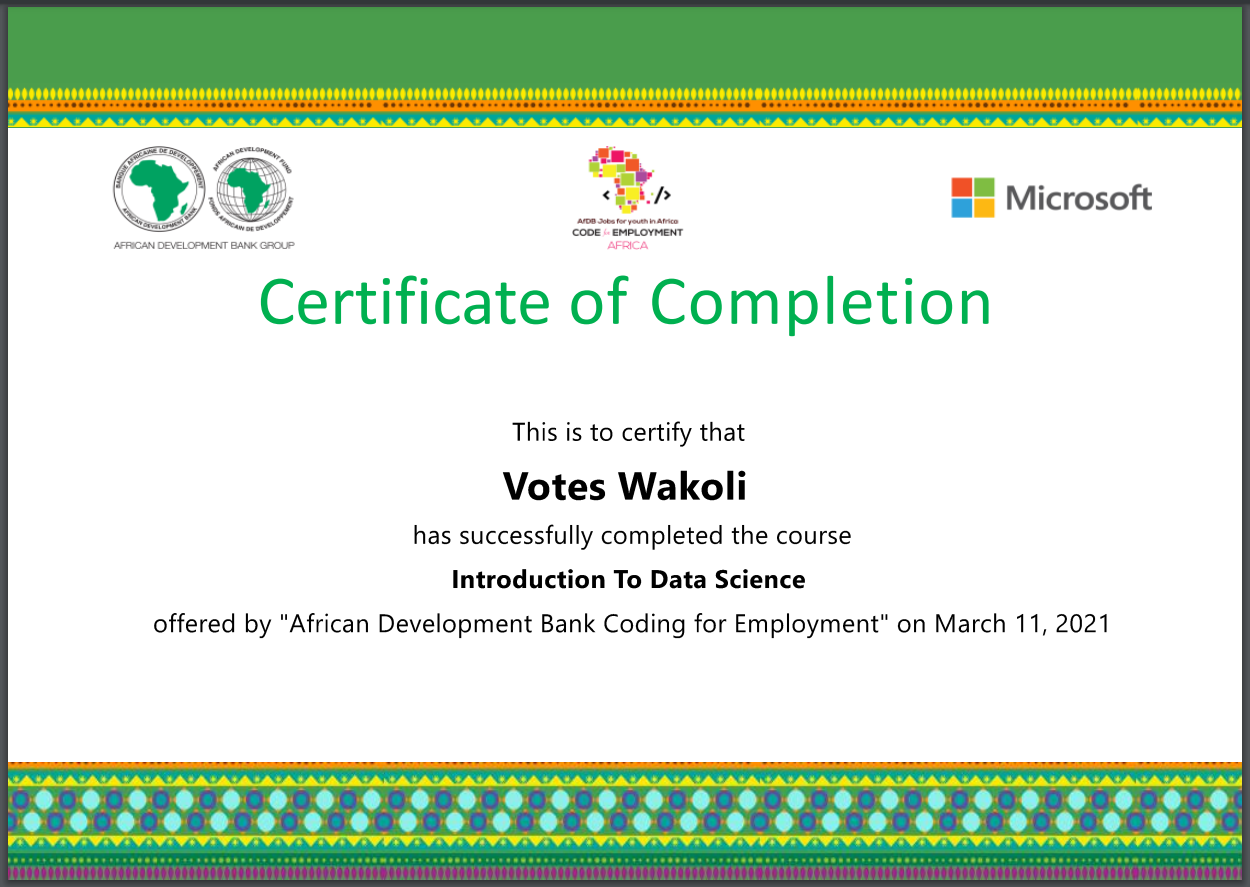 BANQUE AFRICAINE DE DEVELOPPEMENT
AFRICAN DEVELOPMENT BANK
AFRICAN DEVELOPMENT FUND
FONDS AFRICAIN DE DEVELOPPEMENT
AFRICAN DEVELOPMENT BANK GROUP
< />
AfDB-Jobs for youth in Africa
CODE for EMPLOYMENT
AFRICA
Microsoft
Certificate of Completion
This is to certify that
Votes Wakoli
has successfully completed the course
Introduction To Data Science
offered by "African Development Bank Coding for Employment" on March 11, 2021